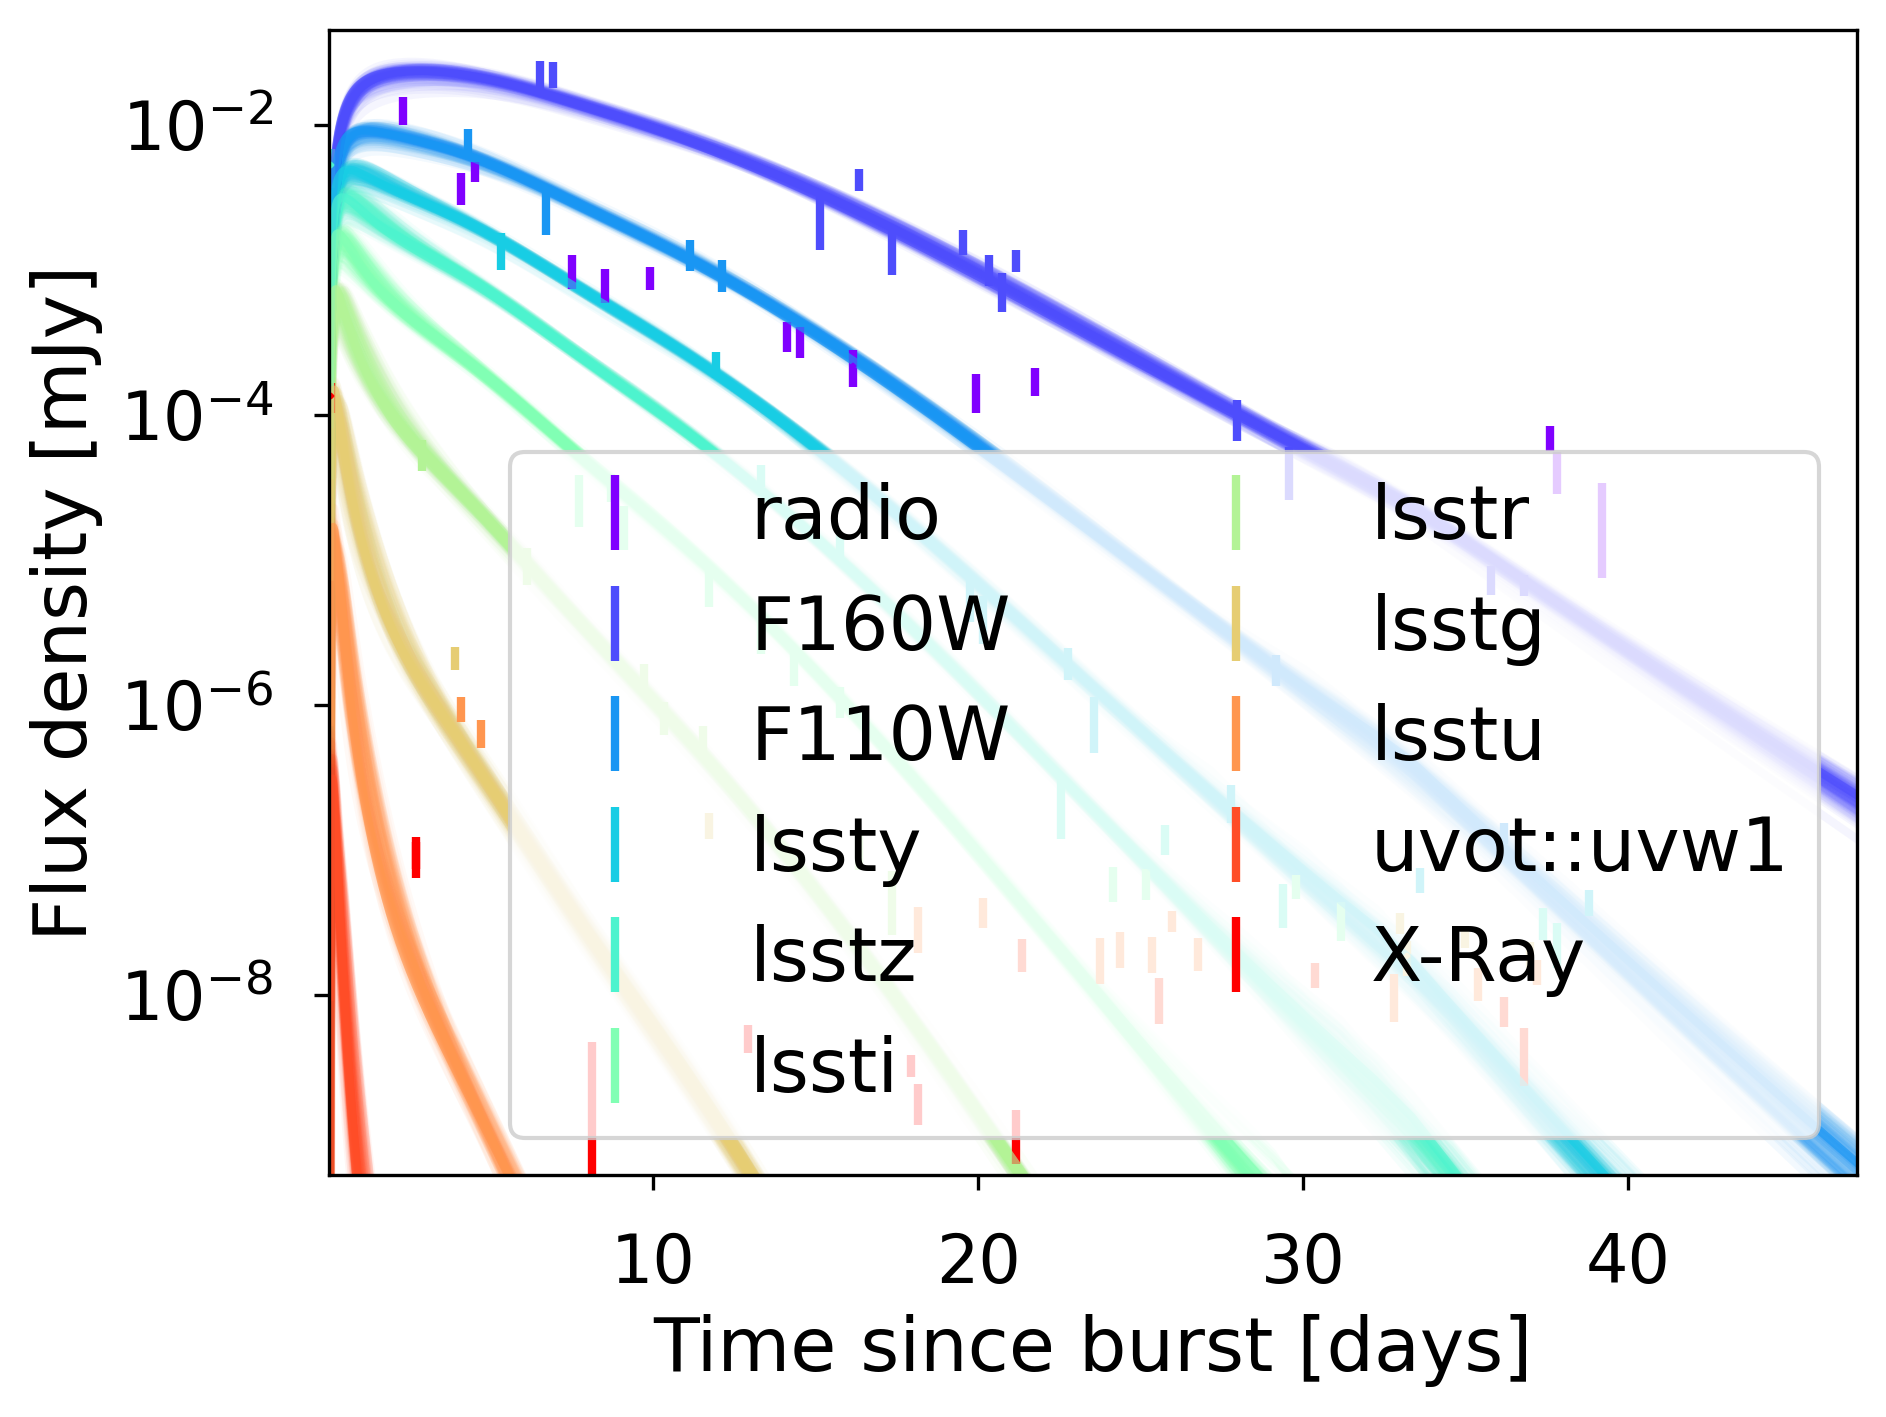 Flux density [mJy]
10⁻²
10⁻⁴
10⁻⁶
10⁻⁸
radio
F160W
F110W
lssty
lsstz
lssti
lsstr
lsstg
lsstu
uvot::uvw1
X-Ray
10 20 30 40
Time since burst [days]